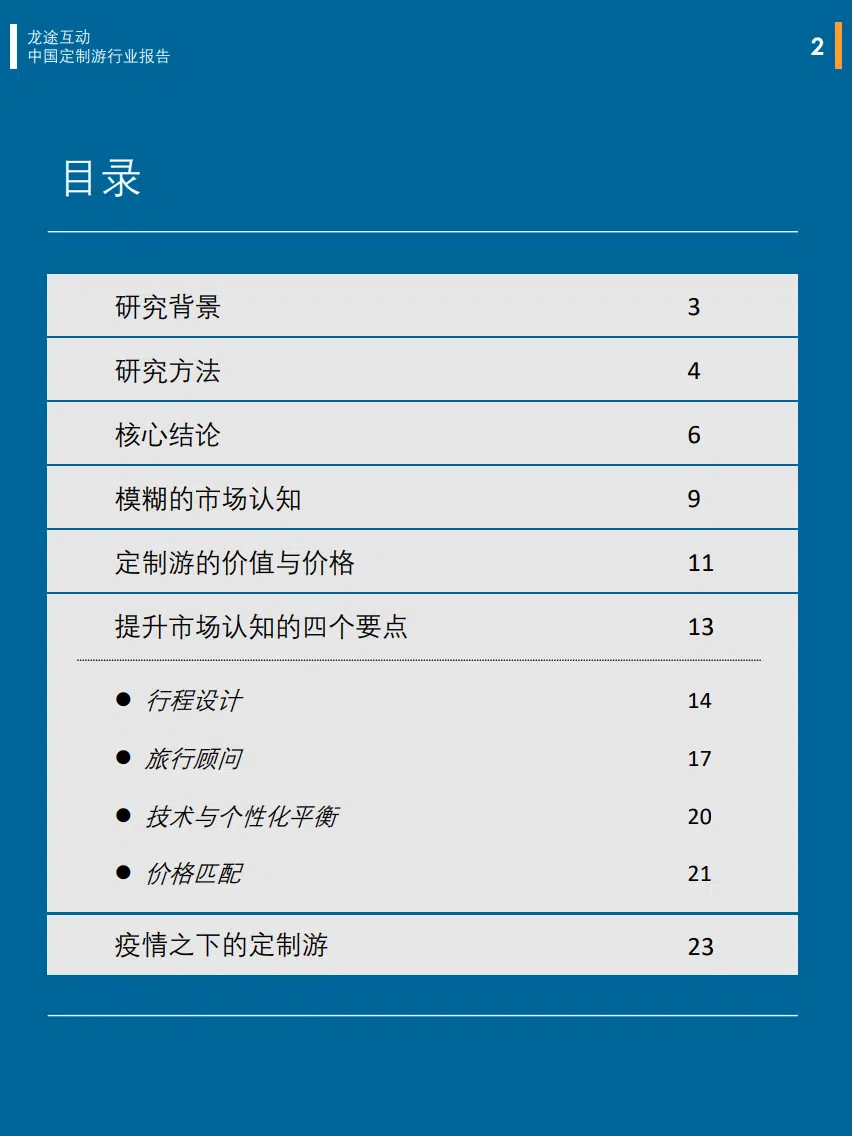 龙途互动
中国定制游行业报告
2
目录
研究背景 3
研究方法 4
核心结论 6
模糊的市场认知 9
定制游的价值与价格 11
提升市场认知的四个要点 13
● 行程设计 14
● 旅行顾问 17
● 技术与个性化平衡 20
● 价格匹配 21
疫情之下的定制游 23